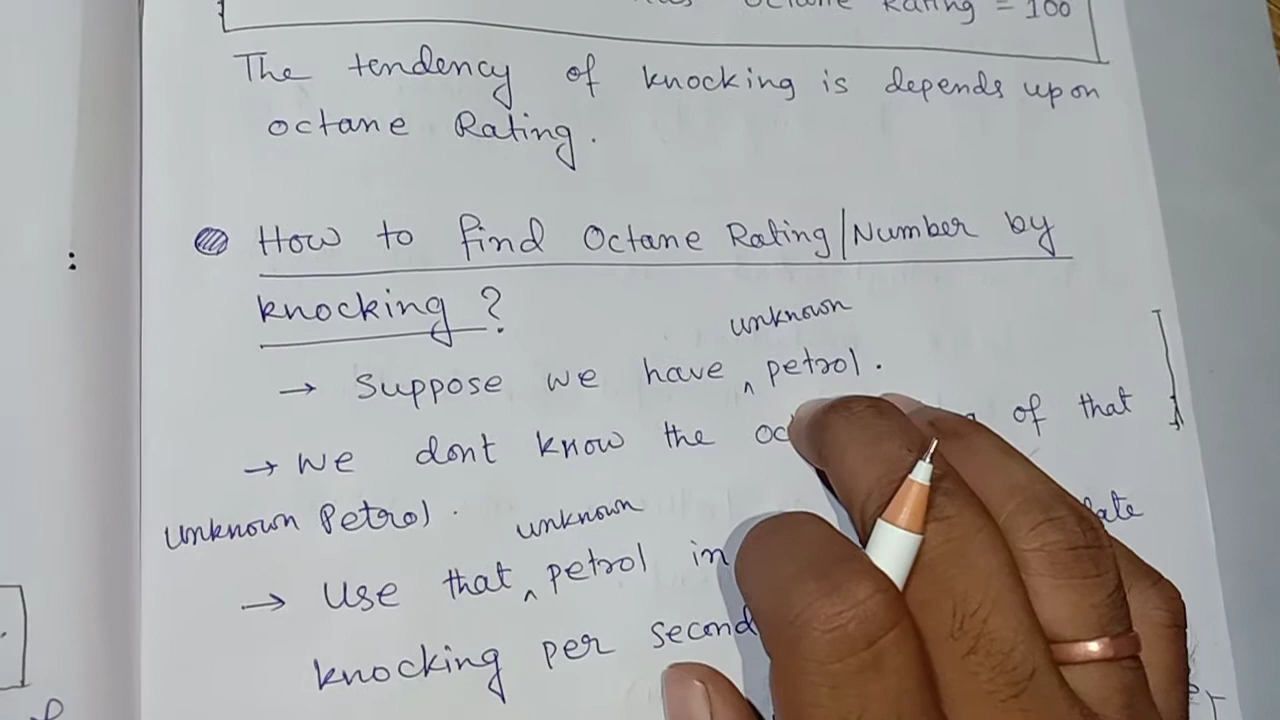 Octane Rating = 100
The tendency of knocking is depends upon
octane Rating.
How to find Octane Rating/Number by
knocking ?
unknown
→ Suppose we have ^ petrol.
→ We dont know the oc of that
unknown Petrol.
unknown
→ Use that ^ petrol in late
knocking per second